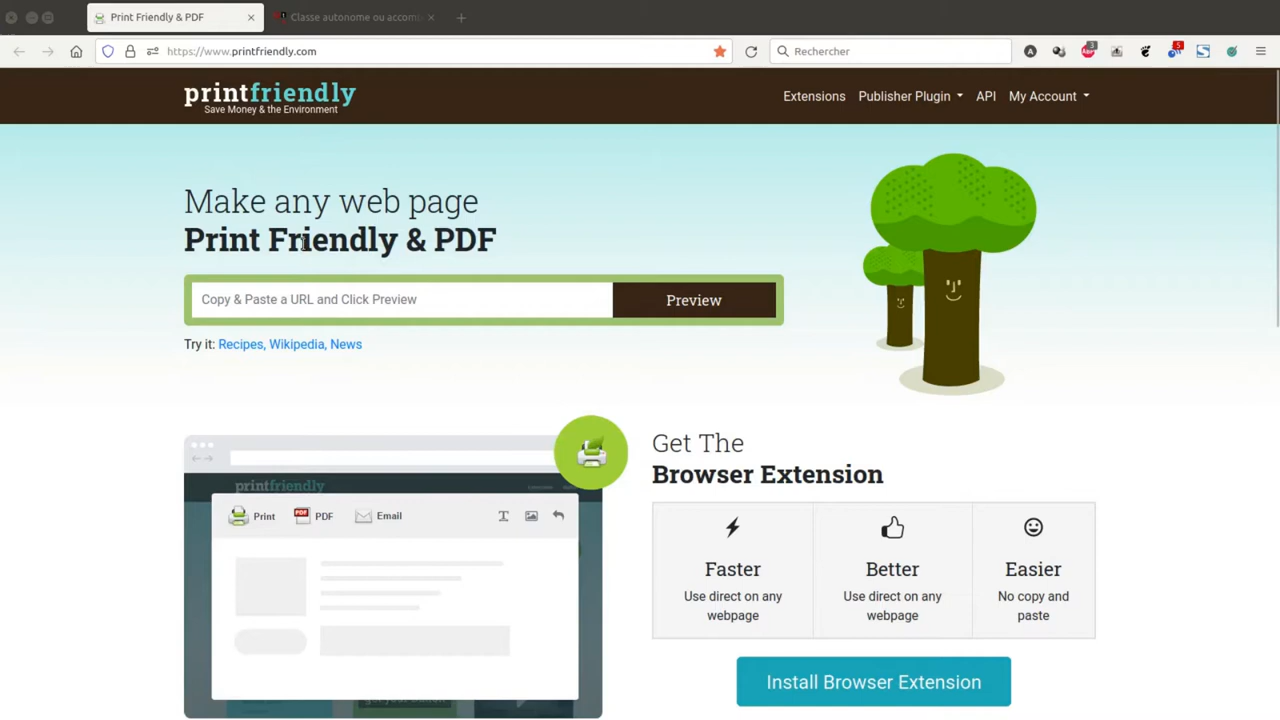 Print Friendly & PDF
Classe autonome ou accom
https://www.printfriendly.com
Rechercher
3
5
printfriendly
Save Money & the Environment
Extensions
Publisher Plugin
API
My Account
Make any web page
Print Friendly & PDF
Copy & Paste a URL and Click Preview
Preview
Try it: Recipes, Wikipedia, News
printfriendly
Print
PDF
PDF
Email
Get The
Browser Extension
Faster
Use direct on any
webpage
Better
Use direct on any
webpage
Easier
No copy and
paste
Install Browser Extension